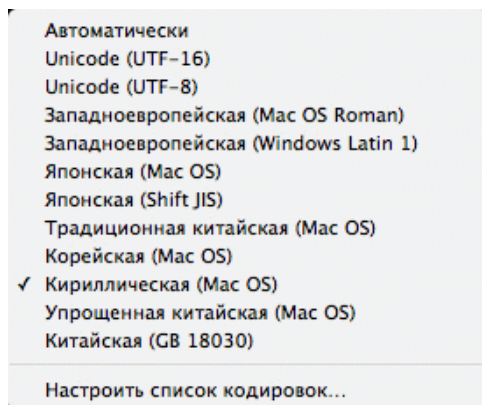 Автоматически
Unicode (UTF-16)
Unicode (UTF-8)
Западноевропейская (Mac OS Roman)
Западноевропейская (Windows Latin 1)
Японская (Mac OS)
Японская (Shift JIS)
Традиционная китайская (Mac OS)
Корейская (Mac OS)
✓ Кириллическая (Mac OS)
Упрощенная китайская (Mac OS)
Китайская (GB 18030)
Настроить список кодировок...